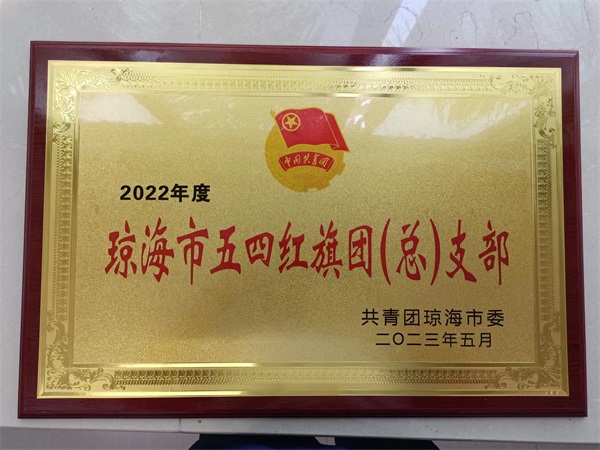 中国共青团
2022年度
琼海市五四红旗团(总)支部
共青团琼海市委
二〇二三年五月